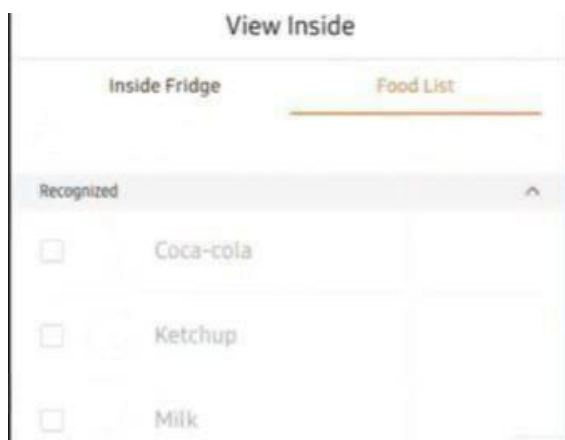 View Inside
Inside Fridge Food List
Recognized
Coca-cola
Ketchup
Milk